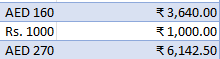 AED 160 ₹ 3,640.00
Rs. 1000 ₹ 1,000.00
AED 270 ₹ 6,142.50